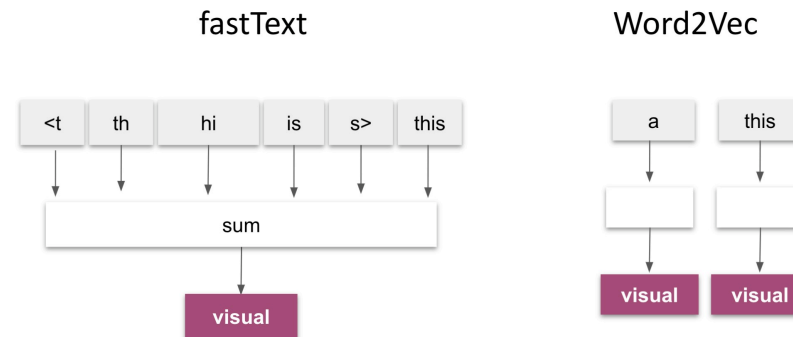 fastText
Word2Vec
<t th hi is s> this
a this
sum
visual
visual visual